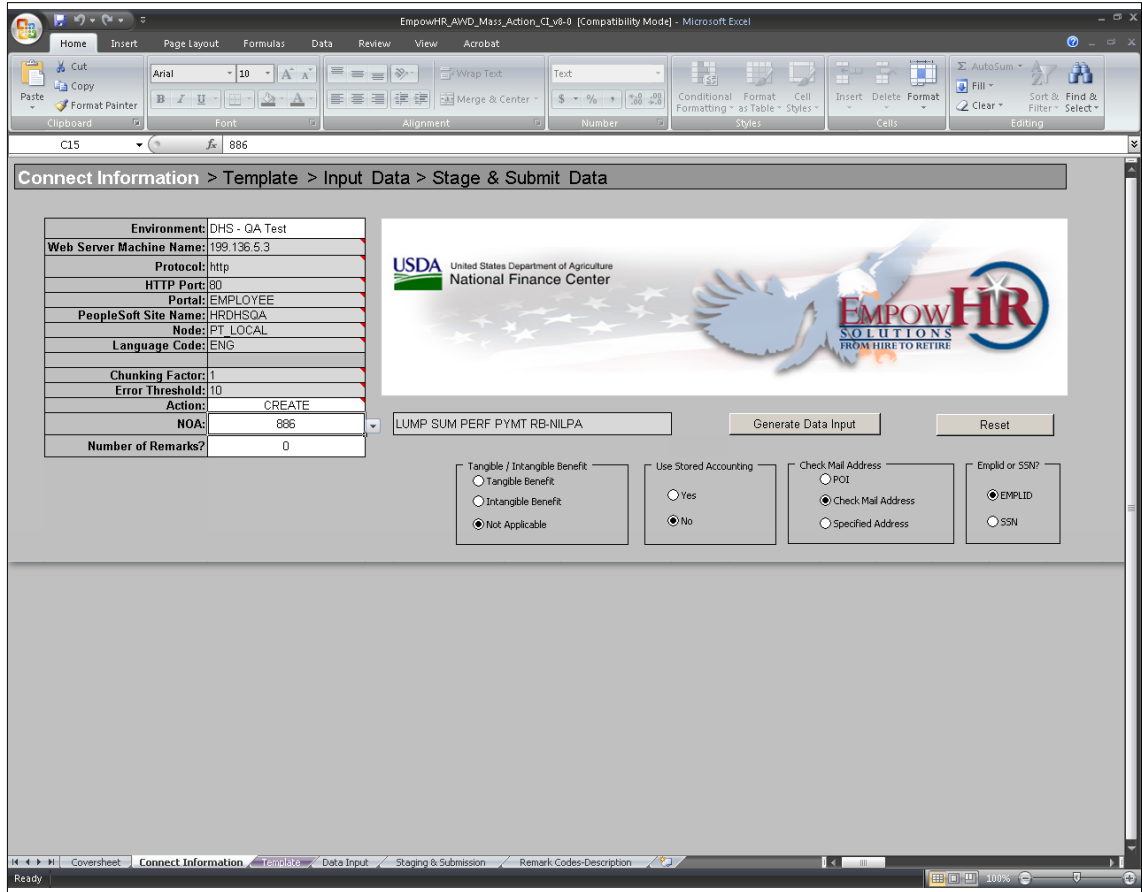 EmpowHR_AWD_Mass_Action_CI_v8-0 [Compatibility Mode] - Microsoft Excel
Home Insert Page Layout Formulas Data Review View Acrobat
Paste
Cut
Copy
Format Painter
Clipboard
Arial 10
B I U
Font
Wrap Text
Merge & Center
Alignment
Text
$ % ,
Number
Conditional Formatting
Format as Table
Cell Styles
Styles
Insert Delete Format
Cells
Σ AutoSum
Fill
Clear
Sort & Filter
Find & Select
Editing
C15 fx 886
Connect Information > Template > Input Data > Stage & Submit Data
Environment: DHS - QA Test
Web Server Machine Name: 199.136.5.3
Protocol: http
HTTP Port: 80
Portal: EMPLOYEE
PeopleSoft Site Name: HRDHSQA
Node: PT_LOCAL
Language Code: ENG
Chunking Factor: 1
Error Threshold: 10
Action: CREATE
NOA: 886
Number of Remarks? 0
USDA United States Department of Agriculture
National Finance Center
EMPOWHR
SOLUTIONS
FROM HIRE TO RETIRE
LUMP SUM PERF PYMT RB-NILPA
Generate Data Input
Reset
Tangible / Intangible Benefit
Tangible Benefit
Intangible Benefit
Not Applicable
Use Stored Accounting
Yes
No
Check Mail Address
POI
Check Mail Address
Specified Address
Emplid or SSN?
EMPLID
SSN
Coversheet Connect Information Template Data Input Staging & Submission Remark Codes-Description
Ready 100%